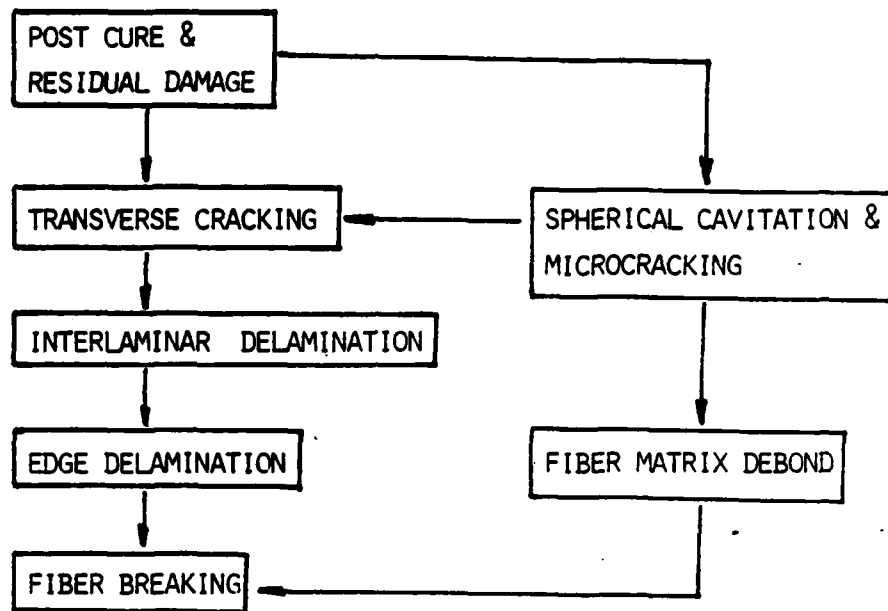 POST CURE &
RESIDUAL DAMAGE
TRANSVERSE CRACKING
SPHERICAL CAVITATION &
MICROCRACKING
INTERLAMINAR DELAMINATION
EDGE DELAMINATION
FIBER MATRIX DEBOND
FIBER BREAKING